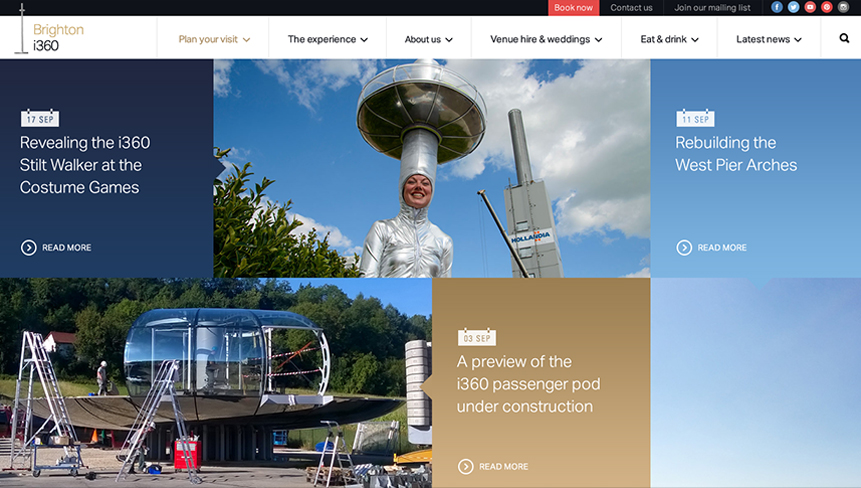 Book now
Contact us
Join our mailing list
Brighton
i360
Plan your visit
The experience
About us
Venue hire & weddings
Eat & drink
Latest news
17 SEP
Revealing the i360
Stilt Walker at the
Costume Games
READ MORE
HOLLANDIA
11 SEP
Rebuilding the
West Pier Arches
READ MORE
03 SEP
A preview of the
i360 passenger pod
under construction
READ MORE